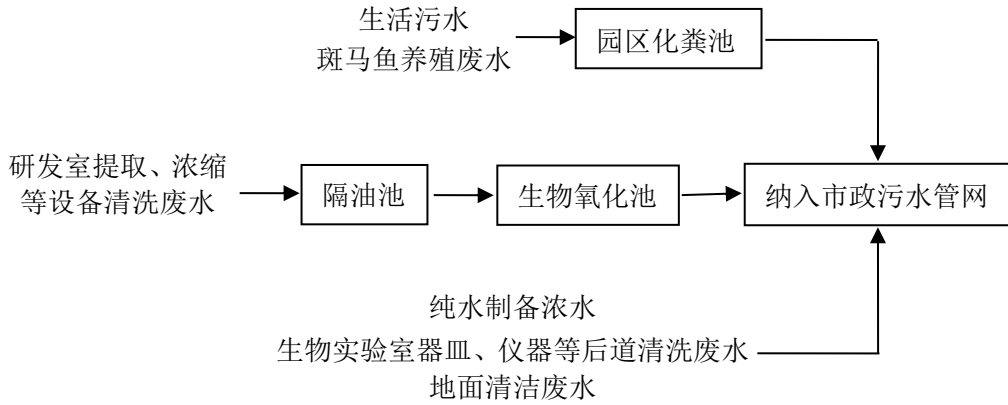 生活污水
斑马鱼养殖废水
园区化粪池
研发室提取、浓缩
等设备清洗废水
隔油池
生物氧化池
纳入市政污水管网
纯水制备浓水
生物实验室器皿、仪器等后道清洗废水
地面清洁废水